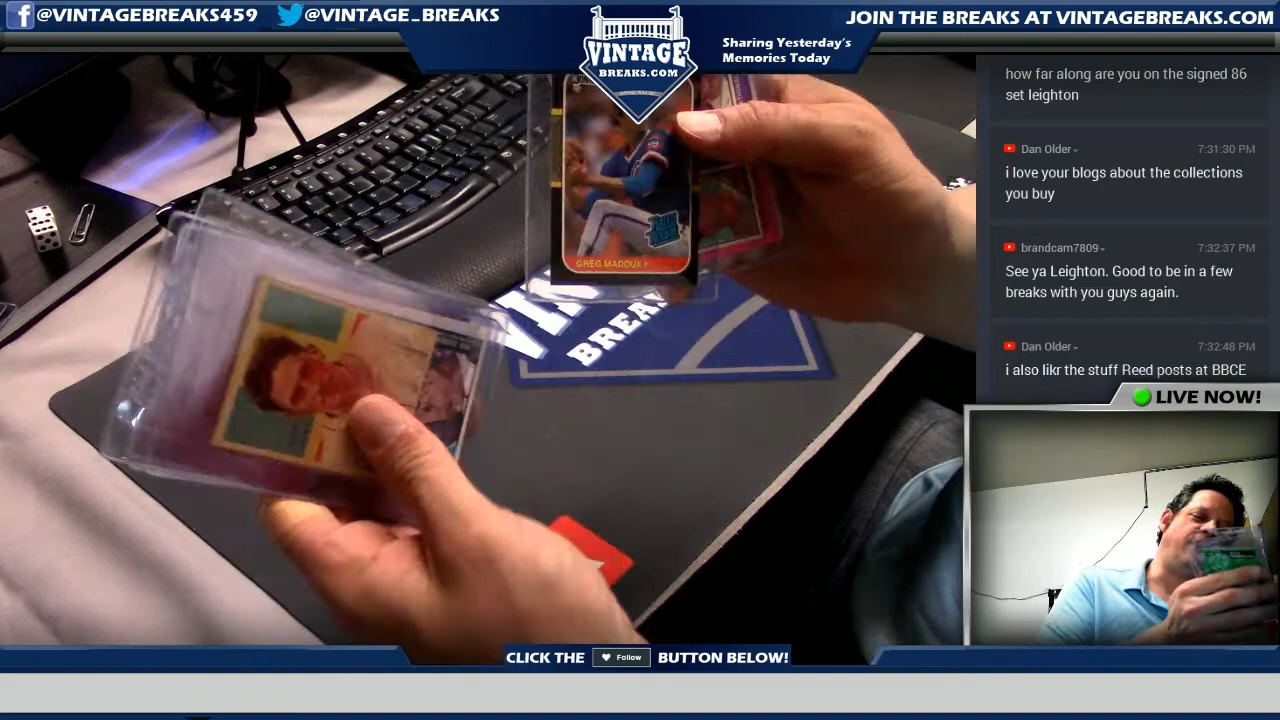 @VINTAGEBREAKS459
@VINTAGE_BREAKS
VINTAGE
BREAKS.COM
Sharing Yesterday's
Memories Today
JOIN THE BREAKS AT VINTAGEBREAKS.COM
how far along are you on the signed 86
set leighton
Dan Older
7:31:30 PM
i love your blogs about the collections
you buy
brandcam7809
7:32:37 PM
See ya Leighton. Good to be in a few
breaks with you guys again.
Dan Older
7:32:48 PM
i also likr the stuff Reed posts at BBCE
LIVE NOW!
GREG MADDUX
BREA
CLICK THE Follow BUTTON BELOW!